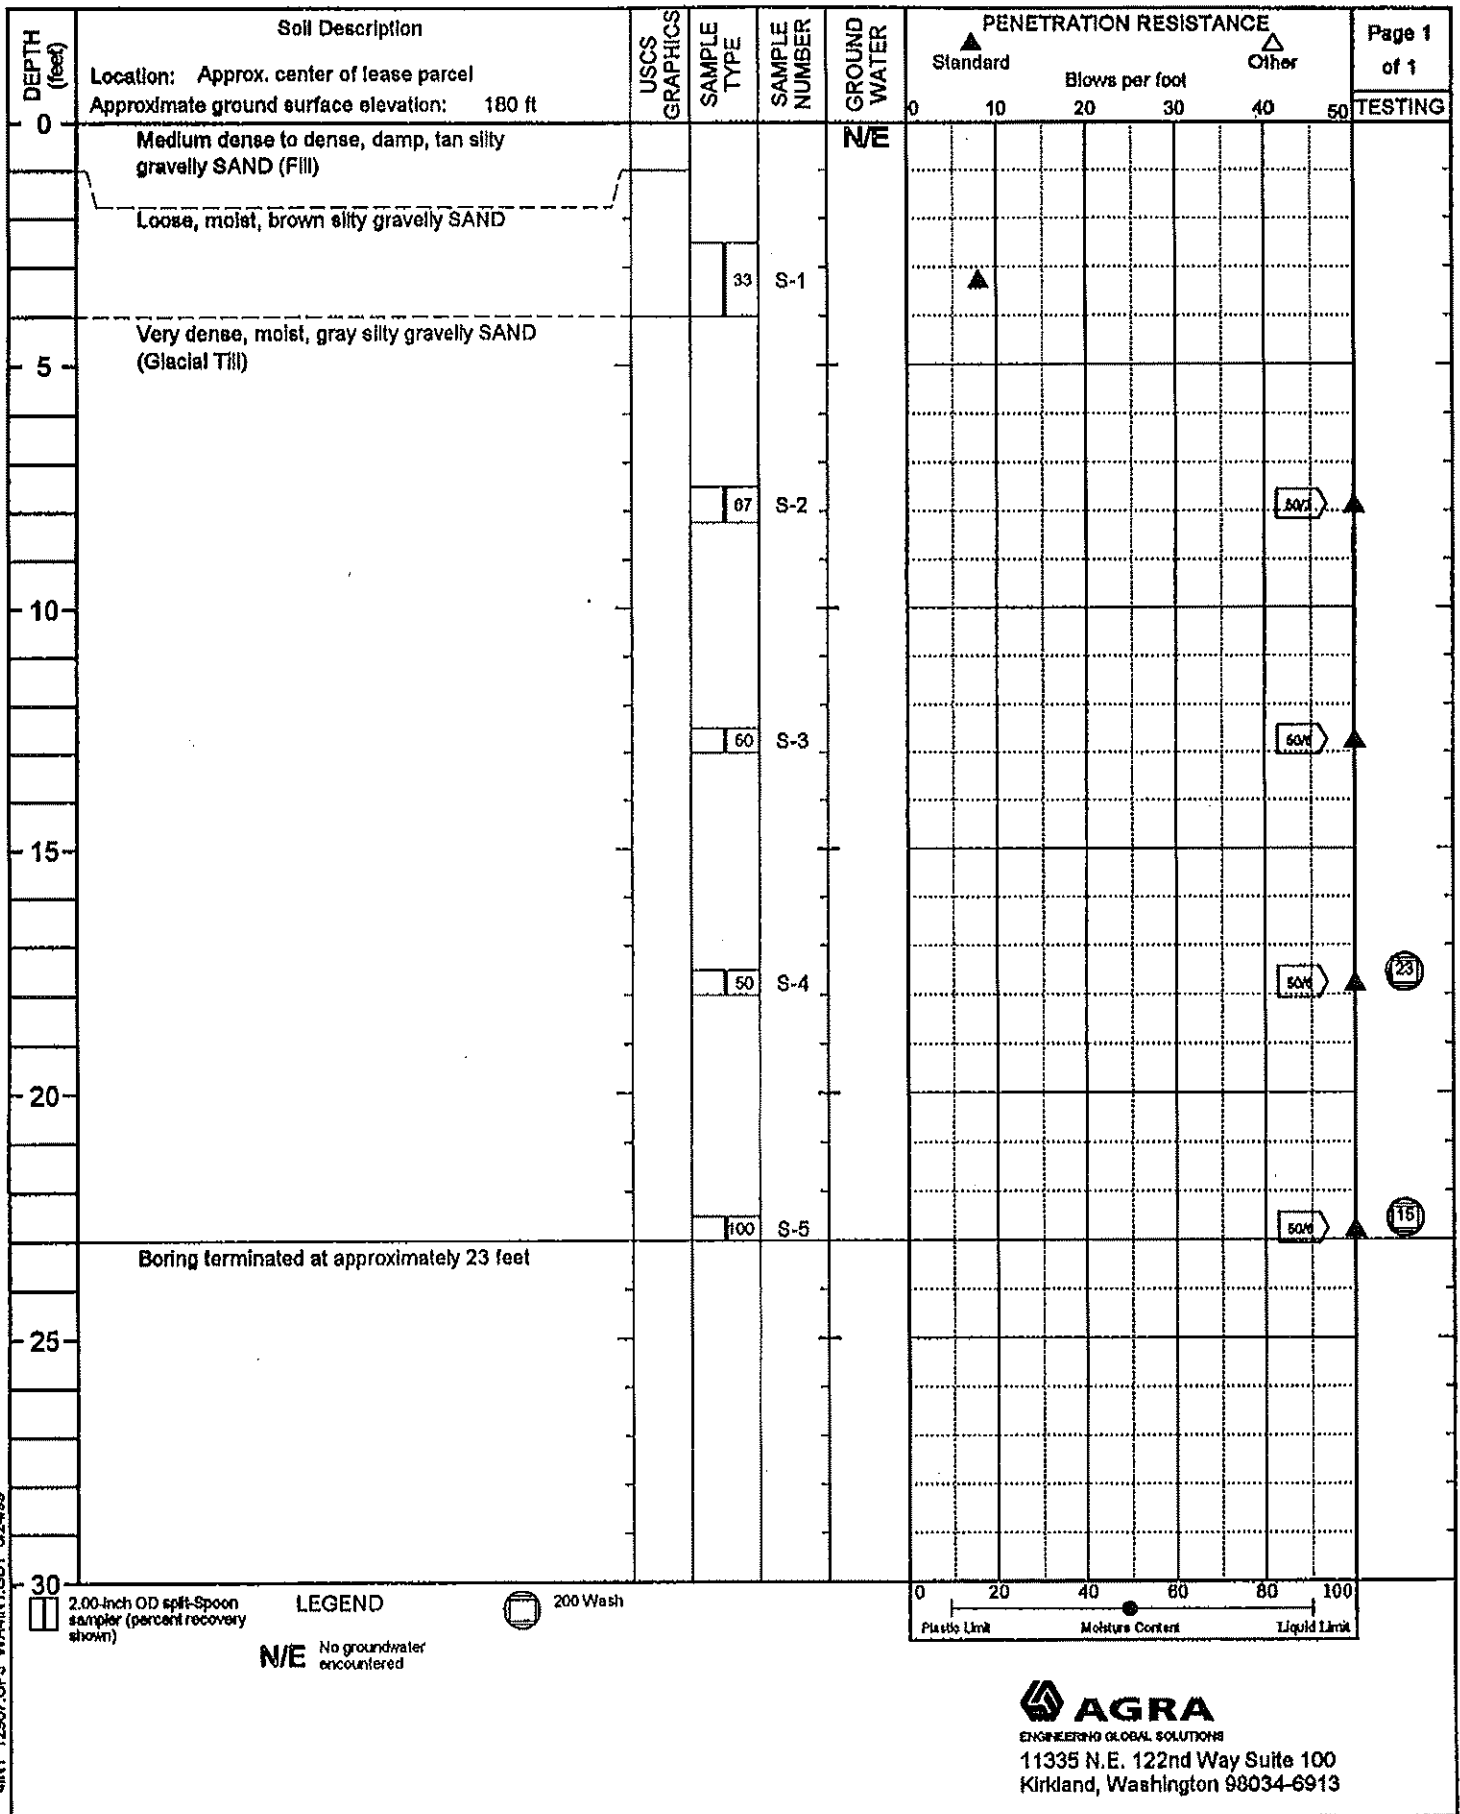 DEPTH
(feet)
Soil Description
Location: Approx. center of lease parcel
Approximate ground surface elevation: 180 ft
USCS
GRAPHICS
SAMPLE
TYPE
SAMPLE
NUMBER
GROUND
WATER
PENETRATION RESISTANCE
Standard
Other
Blows per foot
0 10 20 30 40 50
Page 1
of 1
TESTING
0
N/E
Medium dense to dense, damp, tan silty
gravelly SAND (Fill)
Loose, moist, brown silty gravelly SAND
33 S-1
Very dense, moist, gray silty gravelly SAND
(Glacial Till)
5
67 S-2
10
S-3
15
50 S-4
23
20
100 S-5 50/6
15
Boring terminated at approximately 23 feet
25
30
0 20 40 60 80 100
Plastic Limit Moisture Content Liquid Limit
LEGEND
2.00-inch OD split-Spoon
sampler (percent recovery
shown)
200 Wash
N/E No groundwater
encountered
AGRA
ENGINEERING GLOBAL SOLUTIONS
11335 N.E. 122nd Way Suite 100
Kirkland, Washington 98034-6913